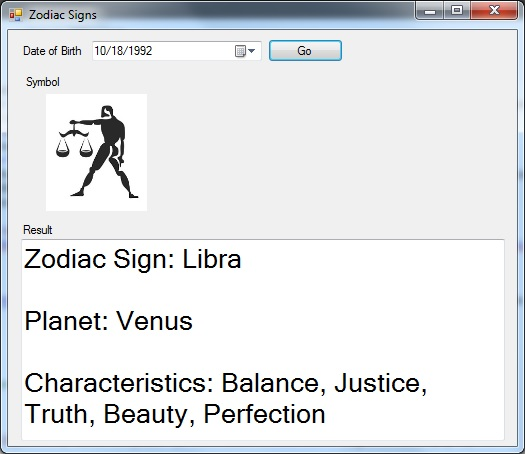 Zodiac Signs
Date of Birth 10/18/1992 Go
Symbol
Result
Zodiac Sign: Libra
Planet: Venus
Characteristics: Balance, Justice,
Truth, Beauty, Perfection